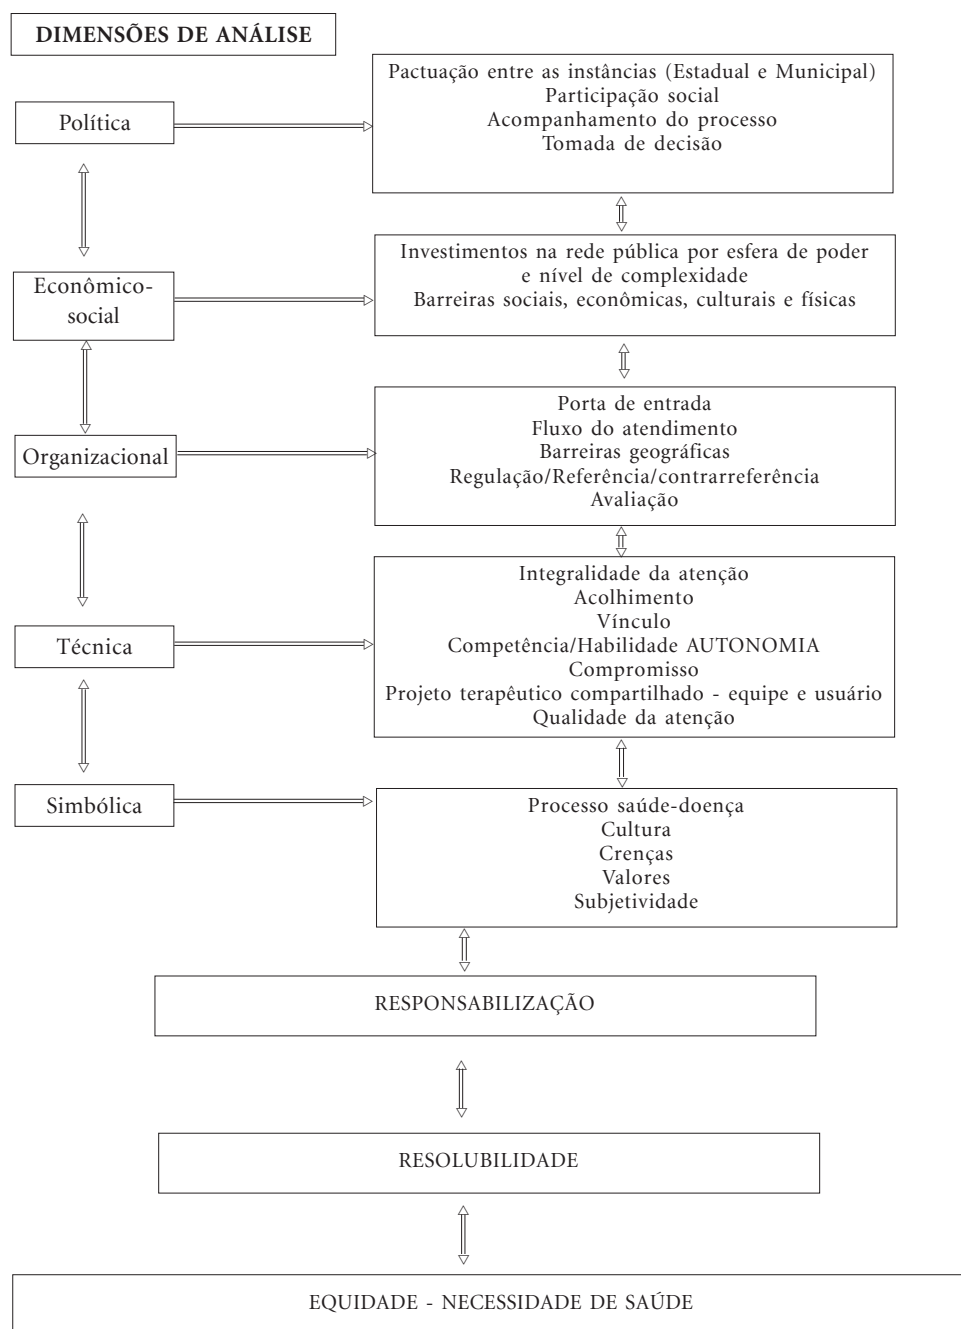 DIMENSÕES DE ANÁLISE
Política
Pactuação entre as instâncias (Estadual e Municipal)
Participação social
Acompanhamento do processo
Tomada de decisão
Econômico-
social
Investimentos na rede pública por esfera de poder
e nível de complexidade
Barreiras sociais, econômicas, culturais e físicas
Organizacional
Porta de entrada
Fluxo do atendimento
Barreiras geográficas
Regulação/Referência/contrarreferência
Avaliação
Técnica
Integralidade da atenção
Acolhimento
Vínculo
Competência/Habilidade AUTONOMIA
Compromisso
Projeto terapêutico compartilhado - equipe e usuário
Qualidade da atenção
Simbólica
Processo saúde-doença
Cultura
Crenças
Valores
Subjetividade
RESPONSABILIZAÇÃO
RESOLUBILIDADE
EQUIDADE - NECESSIDADE DE SAÚDE